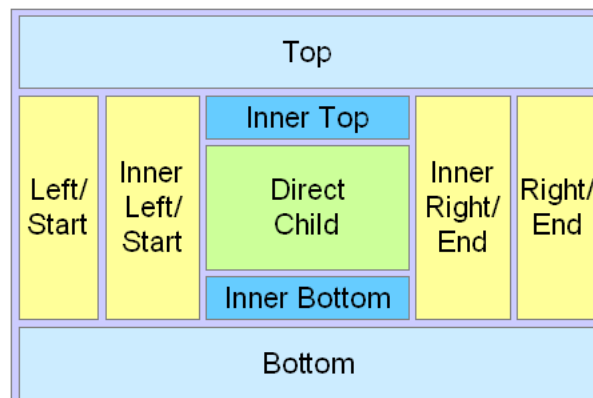 Top
Inner Top
Left/
Start
Inner
Left/
Start
Direct
Child
Inner
Right/
End
Right/
End
Inner Bottom
Bottom